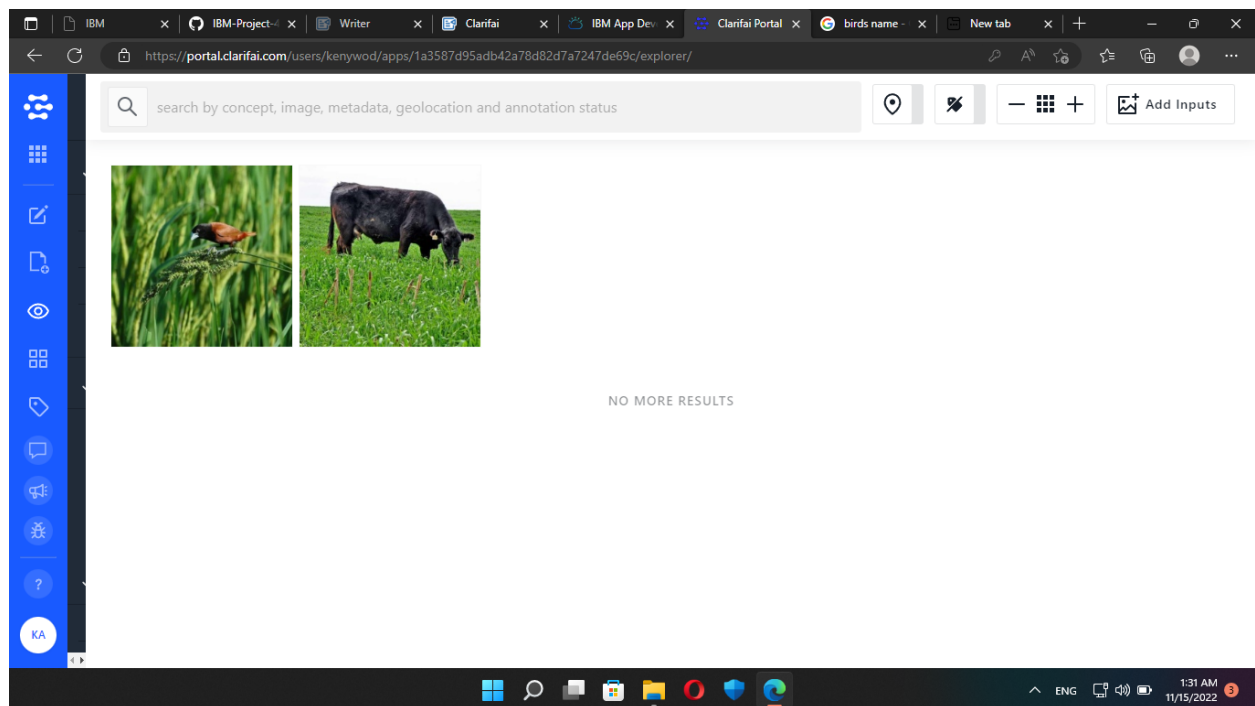 IBM
IBM-Project-4
Writer
Clarifai
IBM App Dev
Clarifai Portal
birds name -
New tab
https://portal.clarifai.com/users/kenywod/apps/1a3587d95adb42a78d82d7a7247de69c/explorer/
search by concept, image, metadata, geolocation and annotation status
Add Inputs
NO MORE RESULTS
?
KA
ENG
1:31 AM
11/15/2022
3